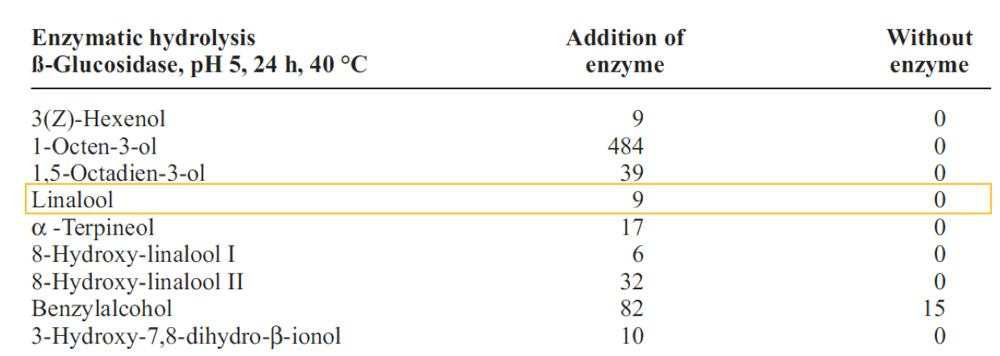 Enzymatic hydrolysis Addition of Without
ß-Glucosidase, pH 5, 24 h, 40 °C enzyme enzyme
3(Z)-Hexenol 9 0
1-Octen-3-ol 484 0
1,5-Octadien-3-ol 39 0
Linalool 9 0
α -Terpineol 17 0
8-Hydroxy-linalool I 6 0
8-Hydroxy-linalool II 32 0
Benzylalcohol 82 15
3-Hydroxy-7,8-dihydro-β-ionol 10 0